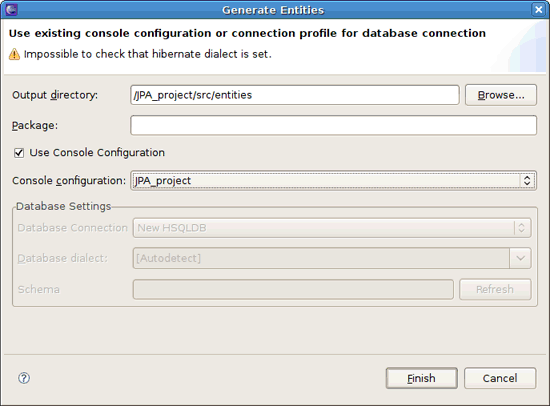 Generate Entities
Use existing console configuration or connection profile for database connection
Impossible to check that hibernate dialect is set.
Output directory: /JPA_project/src/entities Browse...
Package:
Use Console Configuration
Console configuration: JPA_project
Database Settings
Database Connection New HSQLDB
Database dialect: [Autodetect]
Schema Refresh
? Finish Cancel